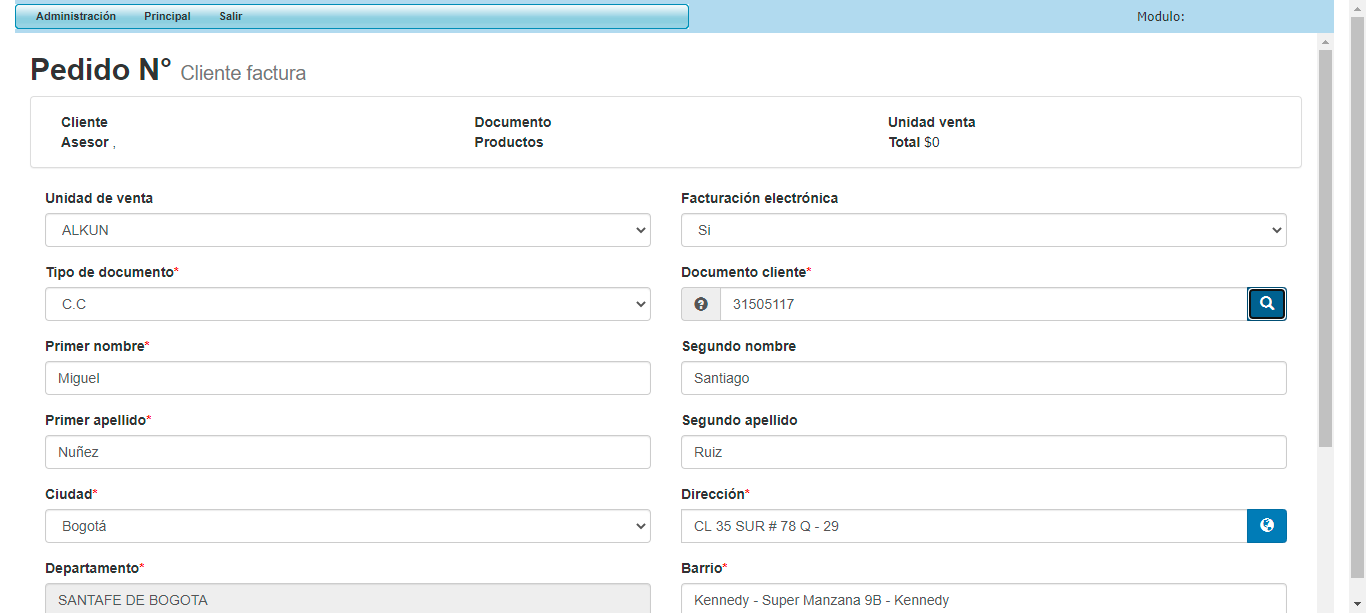 Administración Principal Salir Modulo:
Pedido N° Cliente factura
Cliente Documento Unidad venta
Asesor , Productos Total $0
Unidad de venta Facturación electrónica
ALKUN Si
Tipo de documento* Documento cliente*
C.C ? 31505117
Primer nombre* Segundo nombre
Miguel Santiago
Primer apellido* Segundo apellido
Nuñez Ruiz
Ciudad* Dirección*
Bogotá CL 35 SUR # 78 Q - 29
Departamento* Barrio*
SANTAFE DE BOGOTA Kennedy - Super Manzana 9B - Kennedy